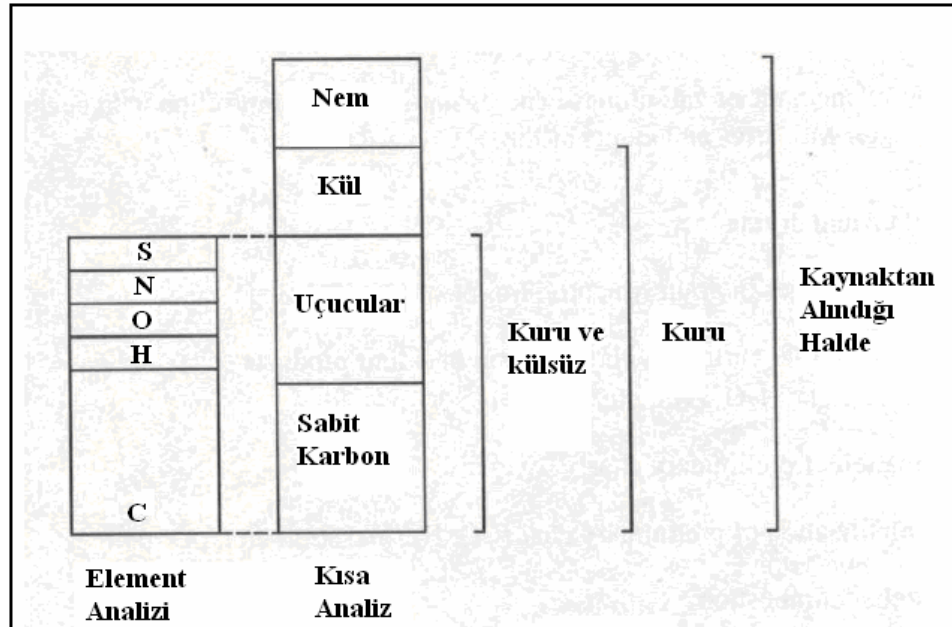 Nem
Kül
S
N
O
H
C
Uçucular
Sabit
Karbon
Kuru ve
külsüz
Kuru
Kaynaktan
Alındığı
Halde
Element
Analizi
Kısa
Analiz